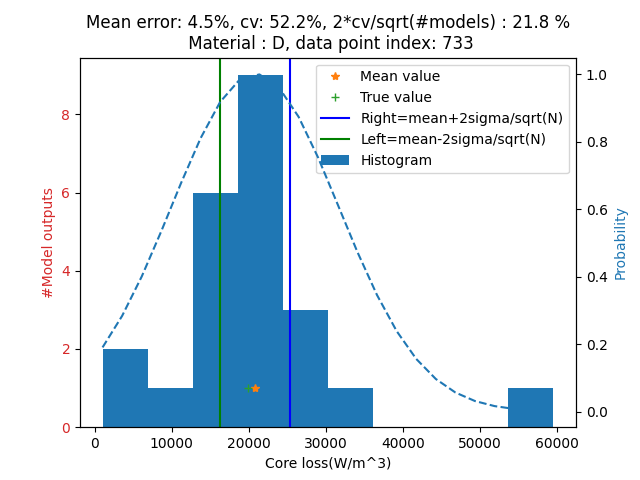 Mean error: 4.5%, cv: 52.2%, 2*cv/sqrt(#models) : 21.8 %
Material : D, data point index: 733
Mean value
True value
Right=mean+2sigma/sqrt(N)
Left=mean-2sigma/sqrt(N)
Histogram
#Model outputs
8
6
4
2
0
1.0
0.8
0.6
0.4
0.2
0.0
Probability
0 10000 20000 30000 40000 50000 60000
Core loss(W/m^3)